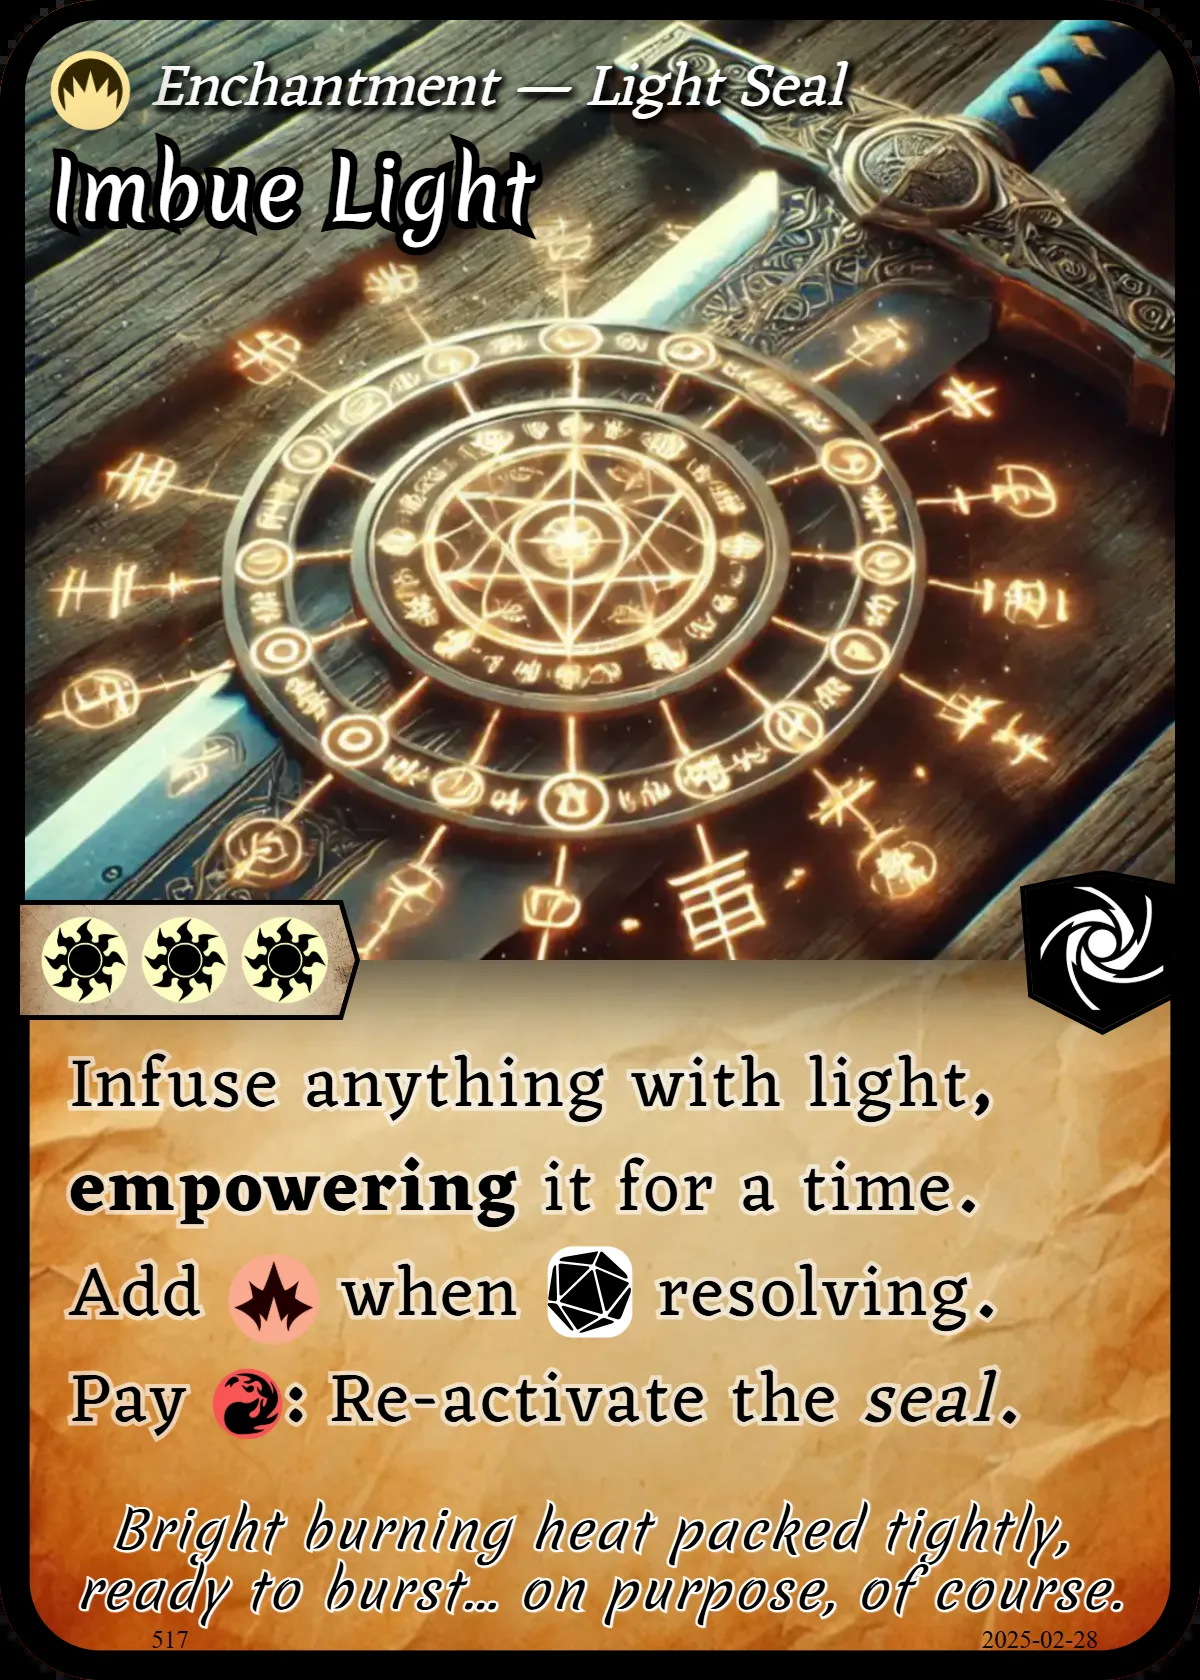 Enchantment — Light Seal
Imbue Light
Infuse anything with light,
empowering it for a time.
Add when resolving.
Pay : Re-activate the seal.
Bright burning heat packed tightly,
ready to burst... on purpose, of course.
517
2025-02-28